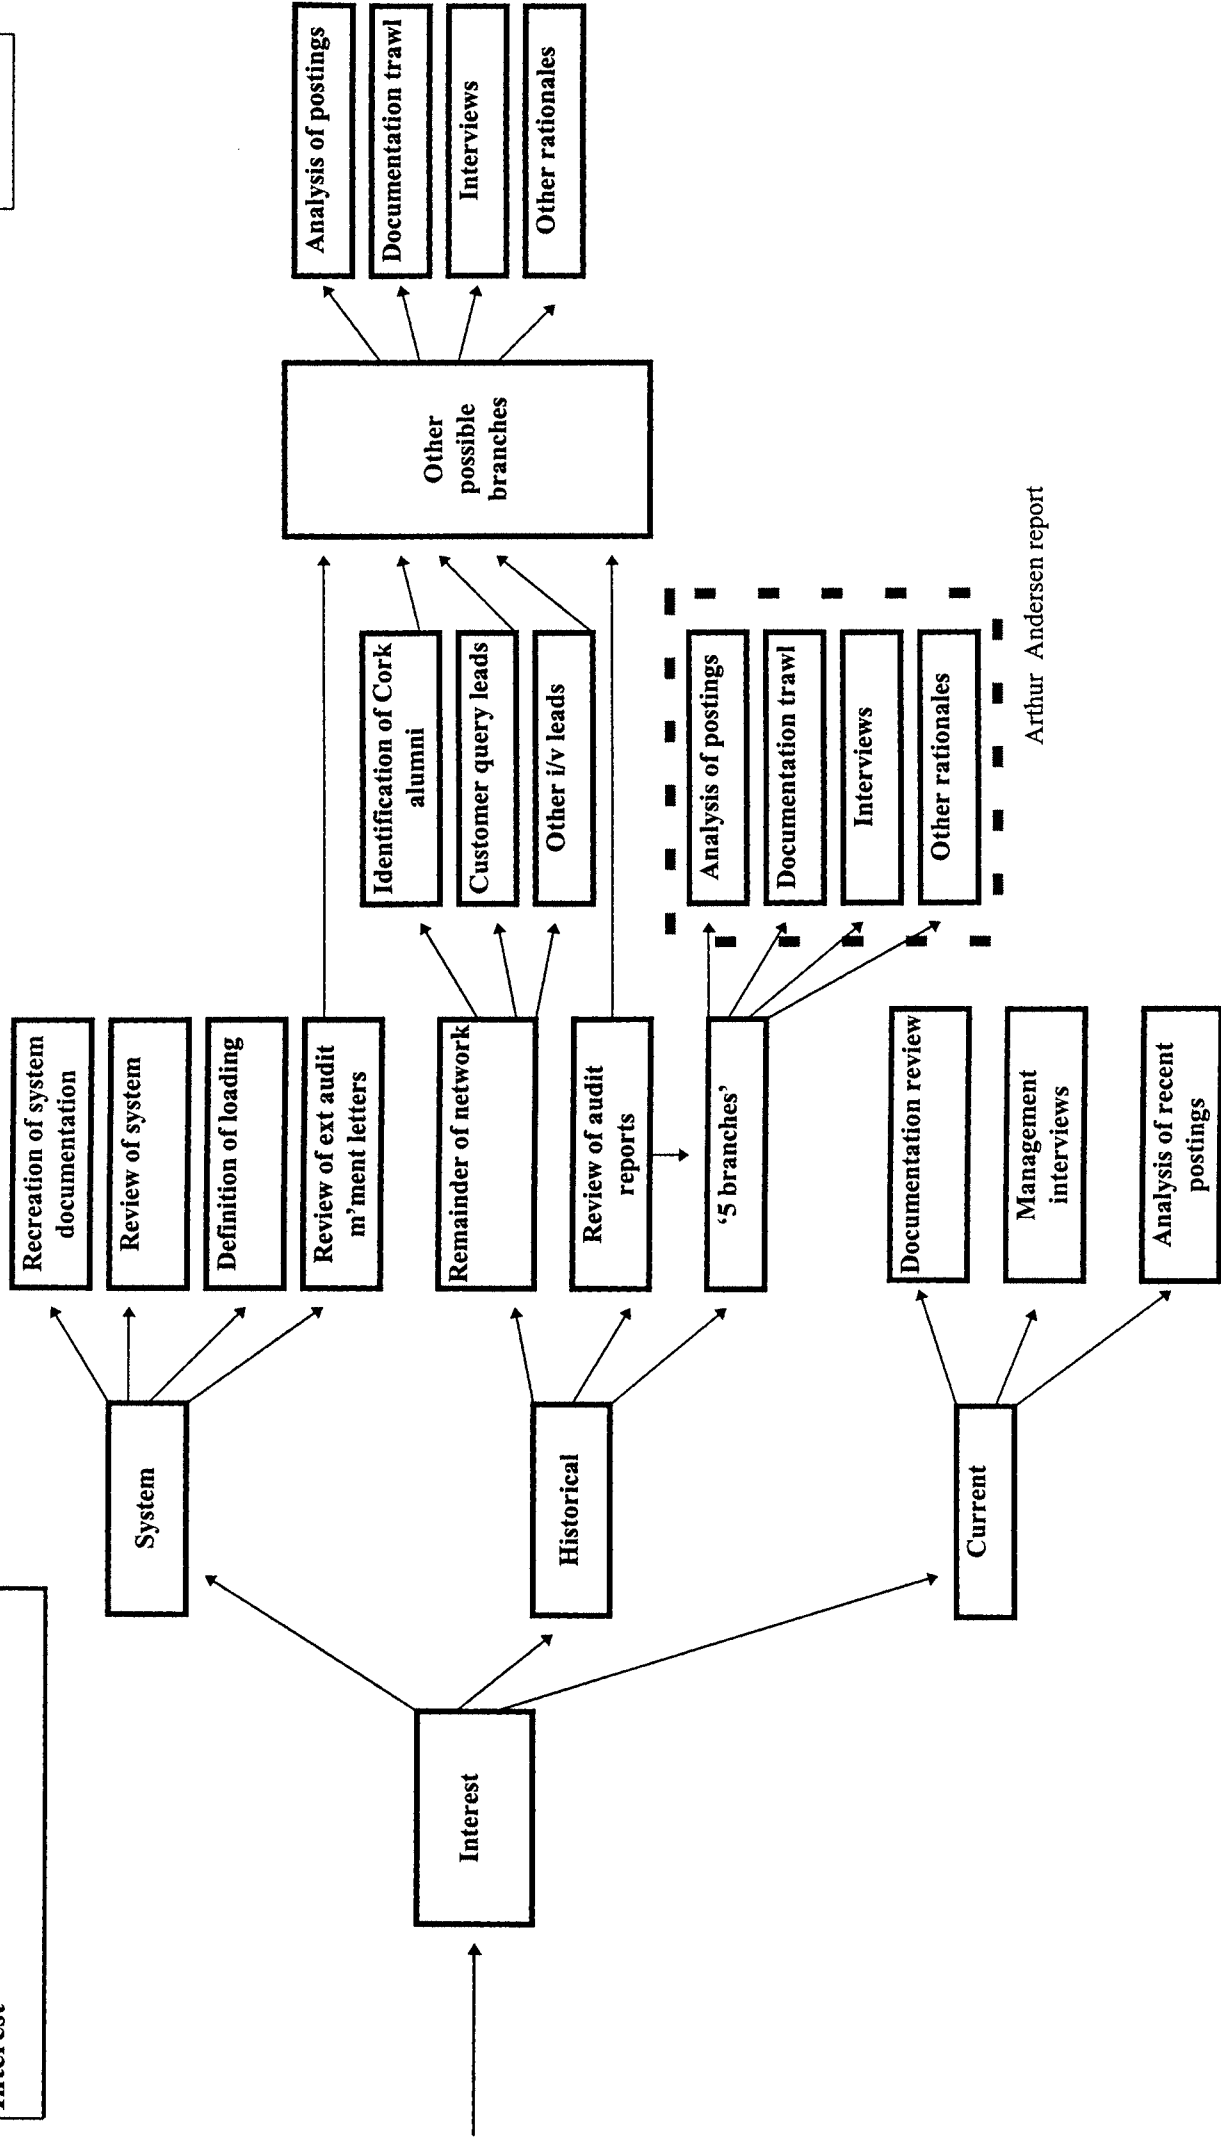 Interest
Interest
System
Historical
Current
Recreation of system
documentation
Review of system
Definition of loading
Review of ext audit
m'ment letters
Remainder of network
Review of audit
reports
‘5 branches’
Documentation review
Management
interviews
Analysis of recent
postings
Identification of Cork
alumni
Customer query leads
Other i/v leads
Analysis of postings
Documentation trawl
Interviews
Other rationales
Arthur Andersen report
Other
possible
branches
Analysis of postings
Documentation trawl
Interviews
Other rationales